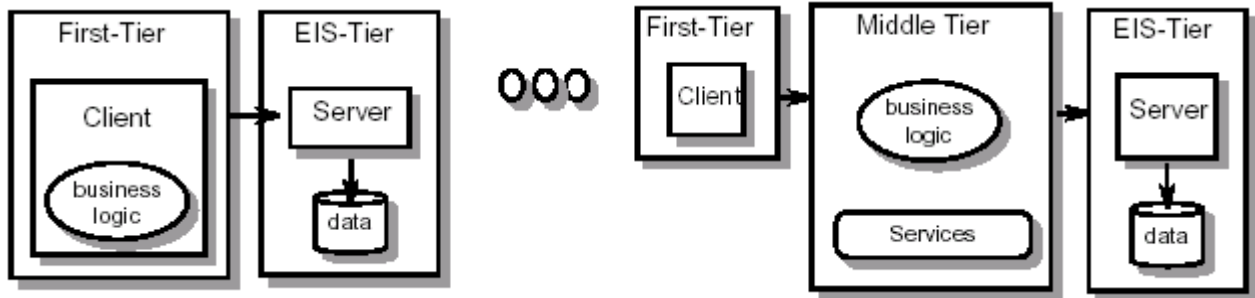 First-Tier
Client
business
logic
EIS-Tier
Server
data
First-Tier
Client
Middle Tier
business
logic
Services
EIS-Tier
Server
data